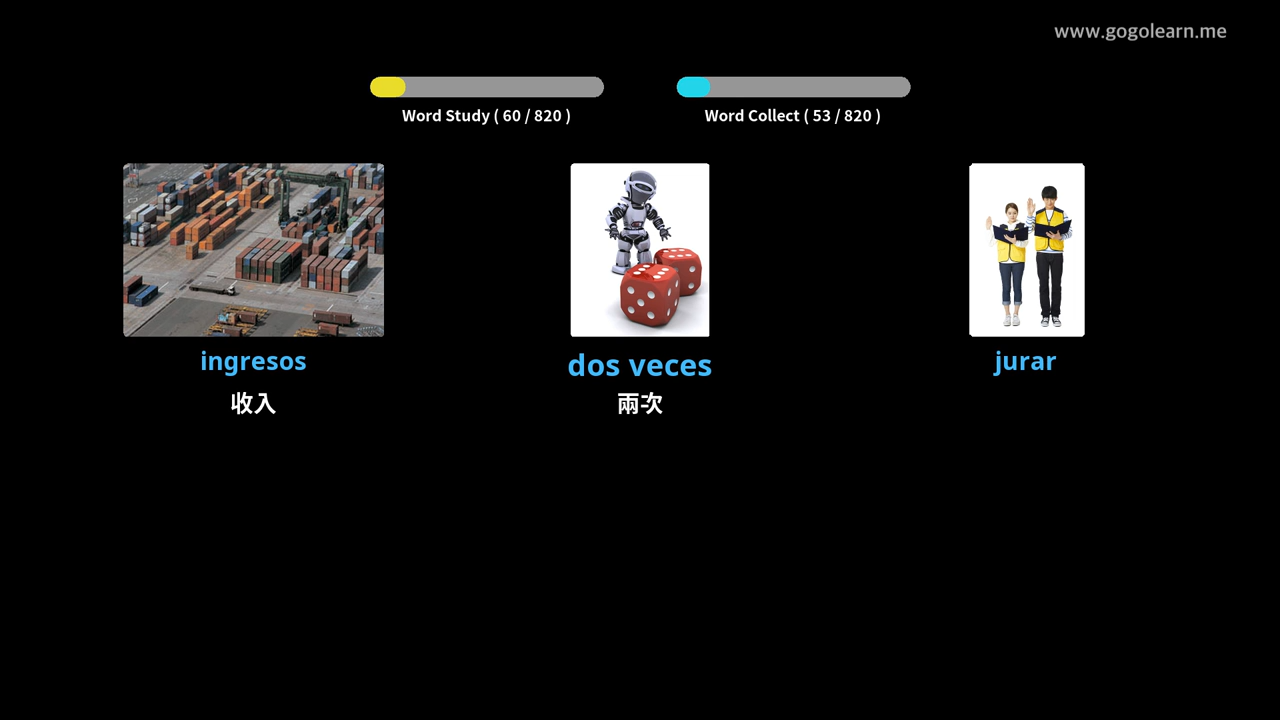 www.gogolearn.me
Word Study ( 60 / 820 )
Word Collect ( 53 / 820 )
ingresos
dos veces
jurar
收入
兩次